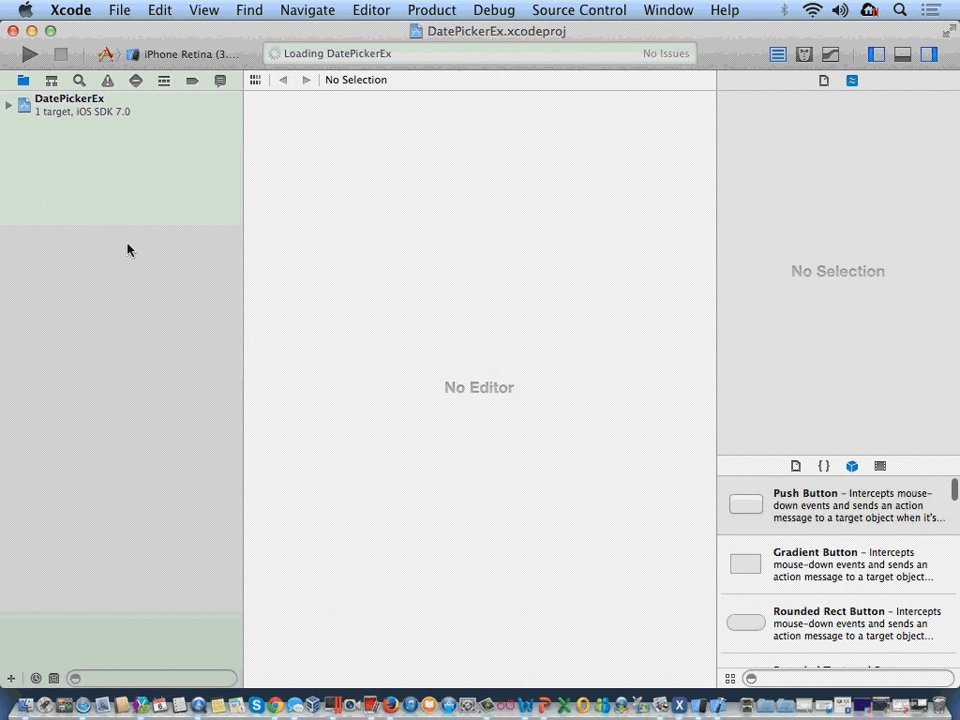 Xcode File Edit View Find Navigate Editor Product Debug Source Control Window Help
DatePickerEx.xcodeproj
iPhone Retina (3.... Loading DatePickerEx No Issues
No Selection
DatePickerEx
1 target, iOS SDK 7.0
No Selection
No Editor
Push Button – Intercepts mouse-
down events and sends an action
message to a target object when it's...
Gradient Button – Intercepts
mouse-down events and sends an
action message to a target object...
Rounded Rect Button – Intercepts
mouse-down events and sends an
action message to a target object...